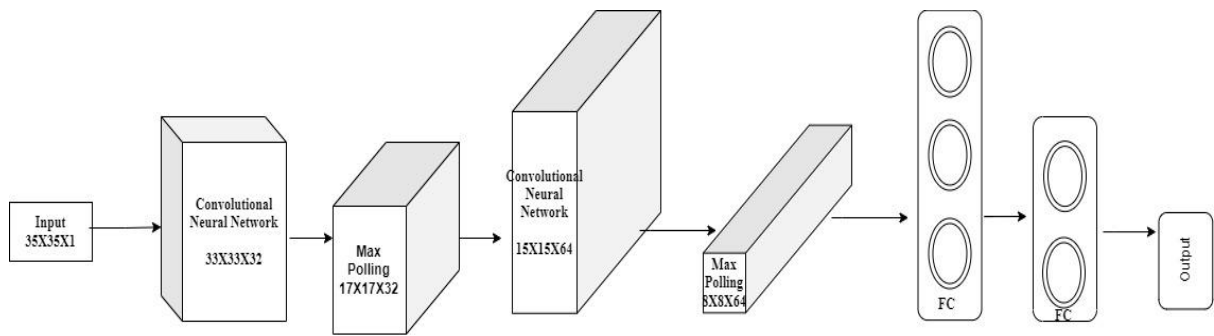 Input
35X35X1
Convolutional
Neural Network
33X33X32
Max
Polling
17X17X32
Convolutional
Neural
Network
15X15X64
Max
Polling
8X8X64
FC
FC
Output